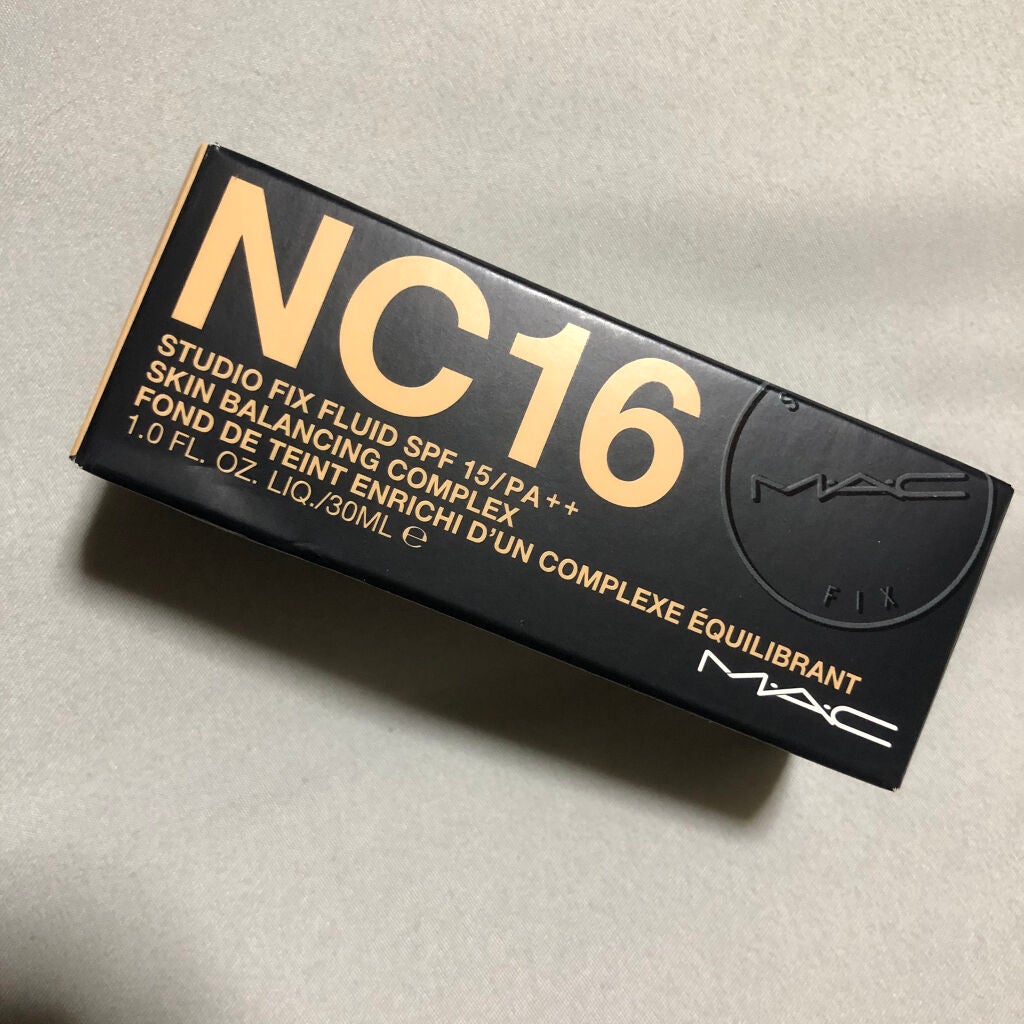 NC16
STUDIO FIX FLUID SPF 15/PA++
SKIN BALANCING COMPLEX
FOND DE TEINT ENRICHI D'UN COMPLEXE ÉQUILIBRANT
1.0 FL. OZ. LIQ./30ML ℮
M·A·C
FIX
M·A·C